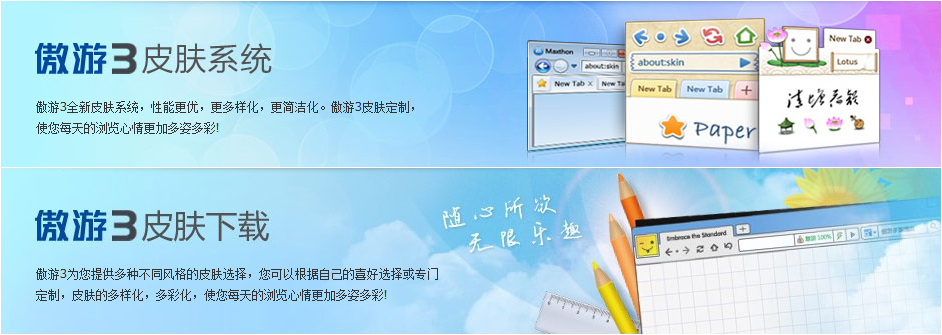 傲游3皮肤系统
傲游3全新皮肤系统，性能更优，更多样化，更简洁化。傲游3皮肤定制，
使您每天的浏览心情更加多姿多彩!
Maxthon
about:skin
New Tab
New Tab
about:skin
New Tab
New Tab
Paper
New Tab
Lotus
傲游3皮肤下载
傲游3为您提供多种不同风格的皮肤选择，您可以根据自己的喜好选择或专门
定制，皮肤的多样化，多彩化，使您每天的浏览心情更加多姿多彩!
随心所欲
无限乐趣
Embrace the Standard
100%